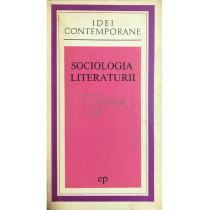 IDEI
CONTEMPORANE
SOCIOLOGIA
LITERATURII
ep